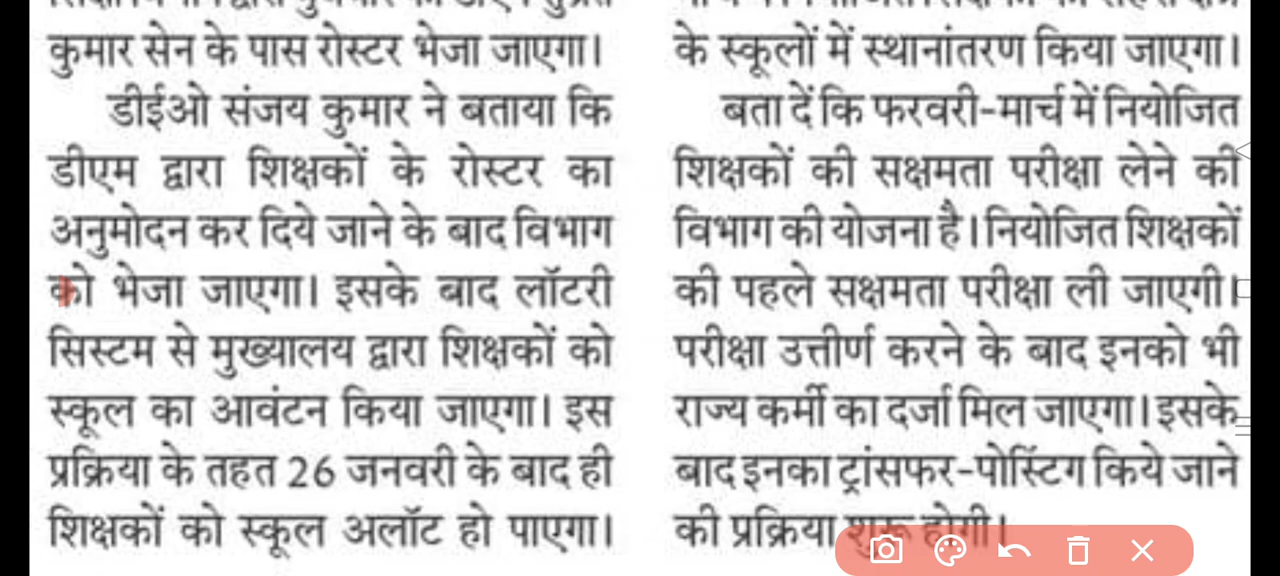 कुमार सेन के पास रोस्टर भेजा जाएगा।
डीईओ संजय कुमार ने बताया कि
डीएम द्वारा शिक्षकों के रोस्टर का
अनुमोदन कर दिये जाने के बाद विभाग
को भेजा जाएगा। इसके बाद लॉटरी
सिस्टम से मुख्यालय द्वारा शिक्षकों को
स्कूल का आवंटन किया जाएगा। इस
प्रक्रिया के तहत 26 जनवरी के बाद ही
शिक्षकों को स्कूल अलॉट हो पाएगा।
के स्कूलों में स्थानांतरण किया जाएगा।
बता दें कि फरवरी-मार्च में नियोजित
शिक्षकों की सक्षमता परीक्षा लेने की
विभाग की योजना है। नियोजित शिक्षकों
की पहले सक्षमता परीक्षा ली जाएगी।
परीक्षा उत्तीर्ण करने के बाद इनको भी
राज्य कर्मी का दर्जा मिल जाएगा। इसके
बाद इनका ट्रांसफर-पोस्टिंग किये जाने
की प्रक्रिया शुरू होगी।